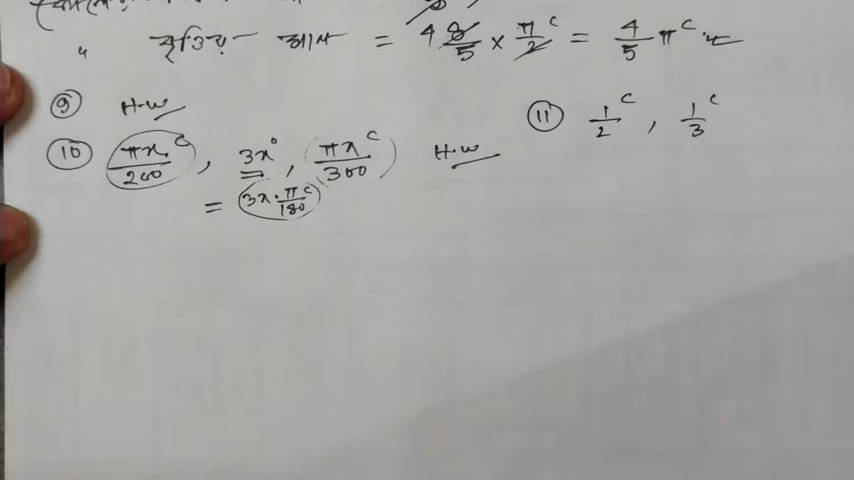 " বৃত্তিয় মান = 4 8/5 × π^c/2 = 4/5 π^c
(9) H.W
(10) πx^c/200, 3x°, πx^c/300 H.W
= 3x · π^c/180
(11) 1^c/2, 1^c/3